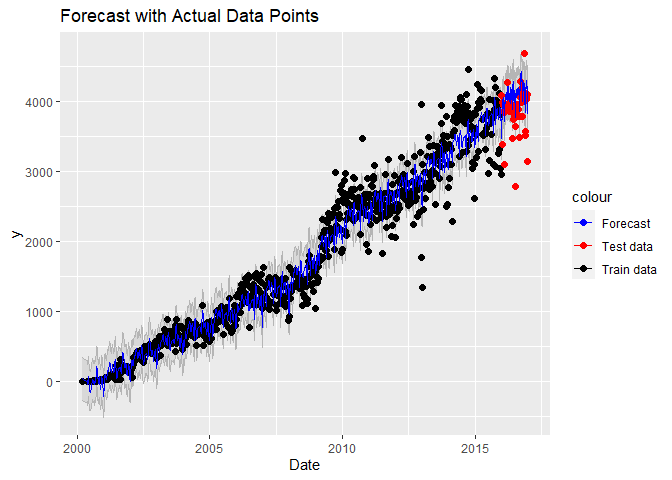 Forecast with Actual Data Points
4000
3000
2000
1000
0
y
2000
2005
2010
2015
Date
colour
Forecast
Test data
Train data